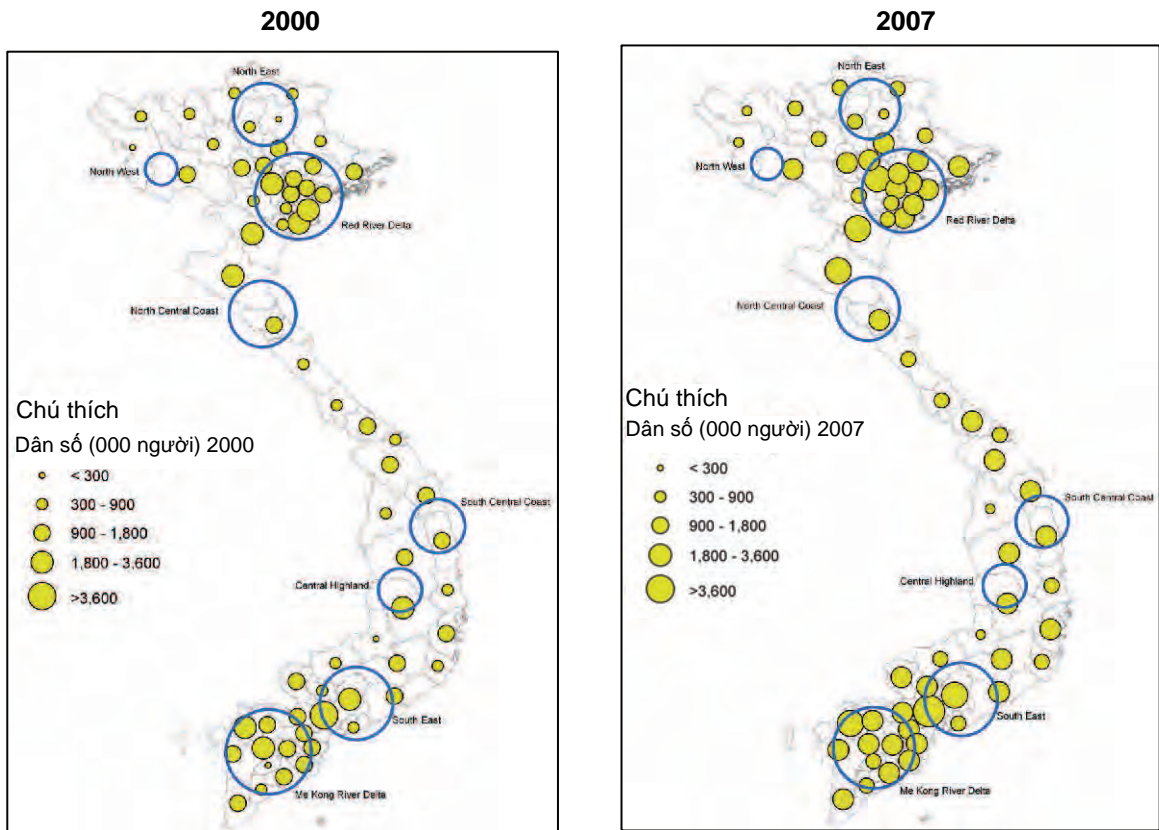 2000
North East
North West
Red River Delta
North Central Coast
Chú thích
Dân số (000 người) 2000
< 300
300 - 900
900 - 1,800
1,800 - 3,600
>3,600
South Central Coast
Central Highland
South East
Me Kong River Delta
2007
North East
North West
Red River Delta
North Central Coast
Chú thích
Dân số (000 người) 2007
< 300
300 - 900
900 - 1,800
1,800 - 3,600
>3,600
South Central Coast
Central Highland
South East
Me Kong River Delta